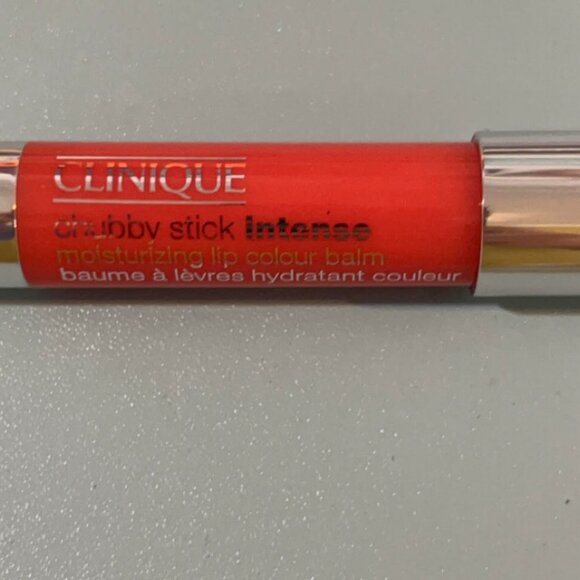 CLINIQUE
chubby stick intense
moisturizing lip colour balm
baume à lèvres hydratant couleur